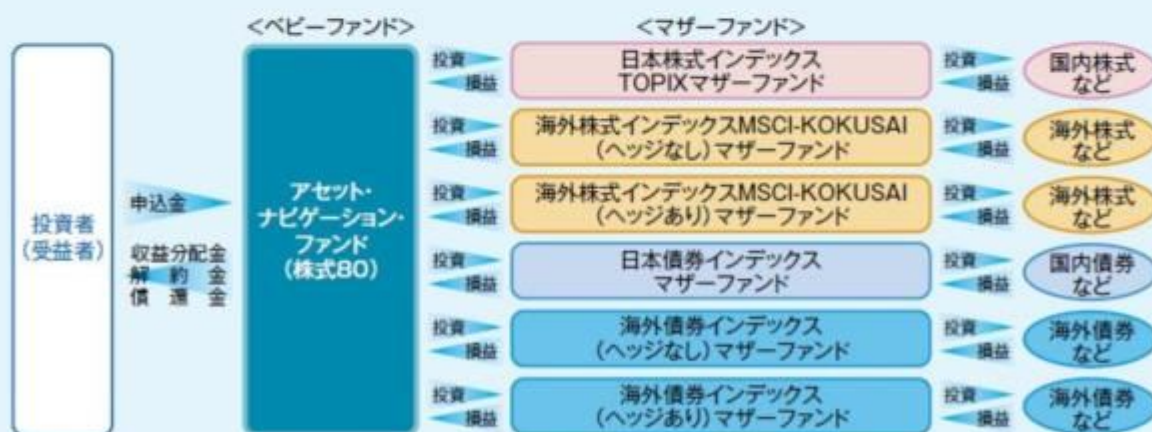 <ベビーファンド>
<マザーファンド>
投資者
(受益者)
申込金
収益分配金
解約金
償還金
アセット・
ナビゲーション・
ファンド
(株式80)
投資
損益
日本株式インデックス
TOPIXマザーファンド
投資
損益
国内株式
など
投資
損益
海外株式インデックスMSCI-KOKUSAI
(ヘッジなし)マザーファンド
投資
損益
海外株式
など
投資
損益
海外株式インデックスMSCI-KOKUSAI
(ヘッジあり)マザーファンド
投資
損益
海外株式
など
投資
損益
日本債券インデックス
マザーファンド
投資
損益
国内債券
など
投資
損益
海外債券インデックス
(ヘッジなし)マザーファンド
投資
損益
海外債券
など
投資
損益
海外債券インデックス
(ヘッジあり)マザーファンド
投資
損益
海外債券
など